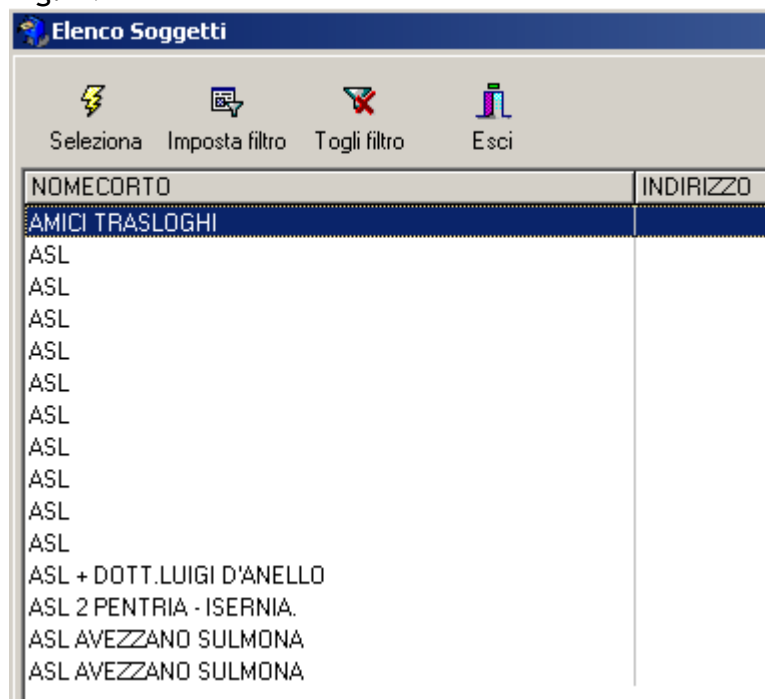 Elenco Soggetti
Seleziona Imposta filtro Togli filtro Esci
NOMECORTO INDIRIZZO
AMICI TRASLOGHI
ASL
ASL
ASL
ASL
ASL
ASL
ASL
ASL
ASL
ASL
ASL + DOTT.LUIGI D'ANELLO
ASL 2 PENTRIA - ISERNIA.
ASL AVEZZANO SULMONA
ASL AVEZZANO SULMONA